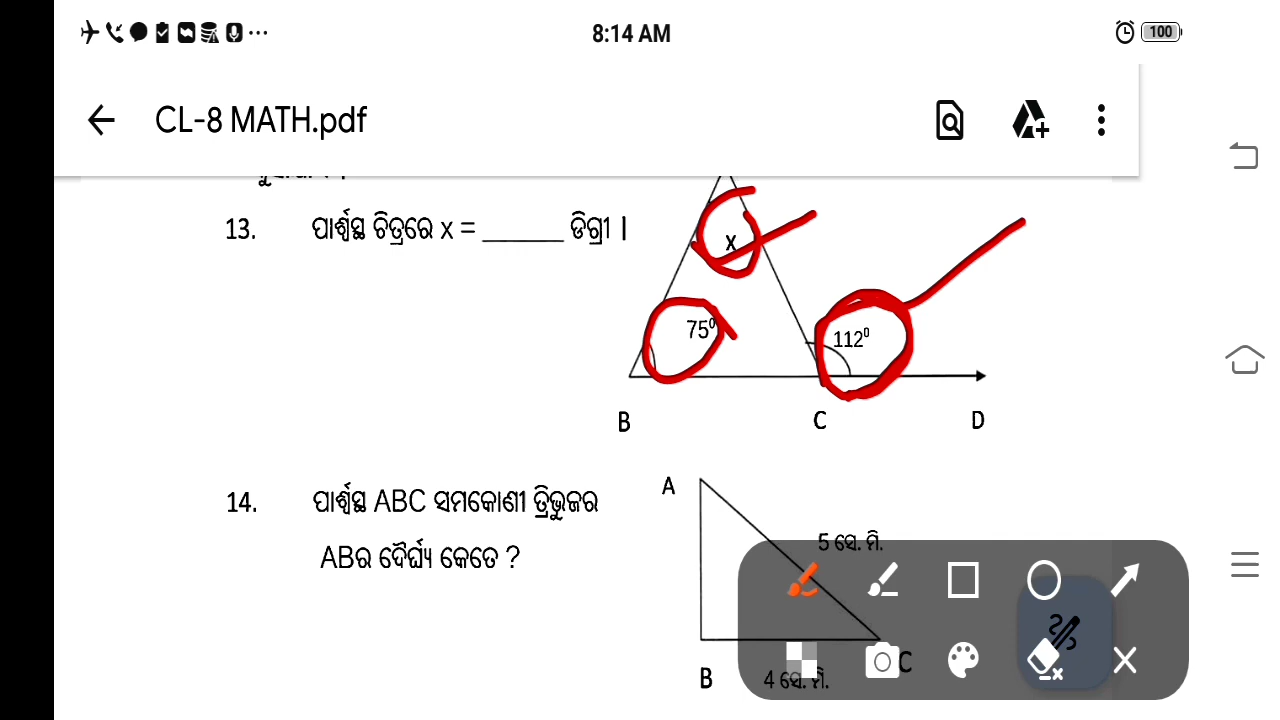 8:14 AM
100
CL-8 MATH.pdf
13. ପାର୍ଶ୍ୱସ୍ଥ ଚିତ୍ରରେ x = ______ ଡିଗ୍ରୀ ।
x
75⁰
112⁰
B C D
14. ପାର୍ଶ୍ୱସ୍ଥ ABC ସମକୋଣୀ ତ୍ରିଭୁଜର
ABର ଦୈର୍ଘ୍ୟ କେତେ ?
A
5 ସେ. ମି.
B
4 ସେ. ମି.
C